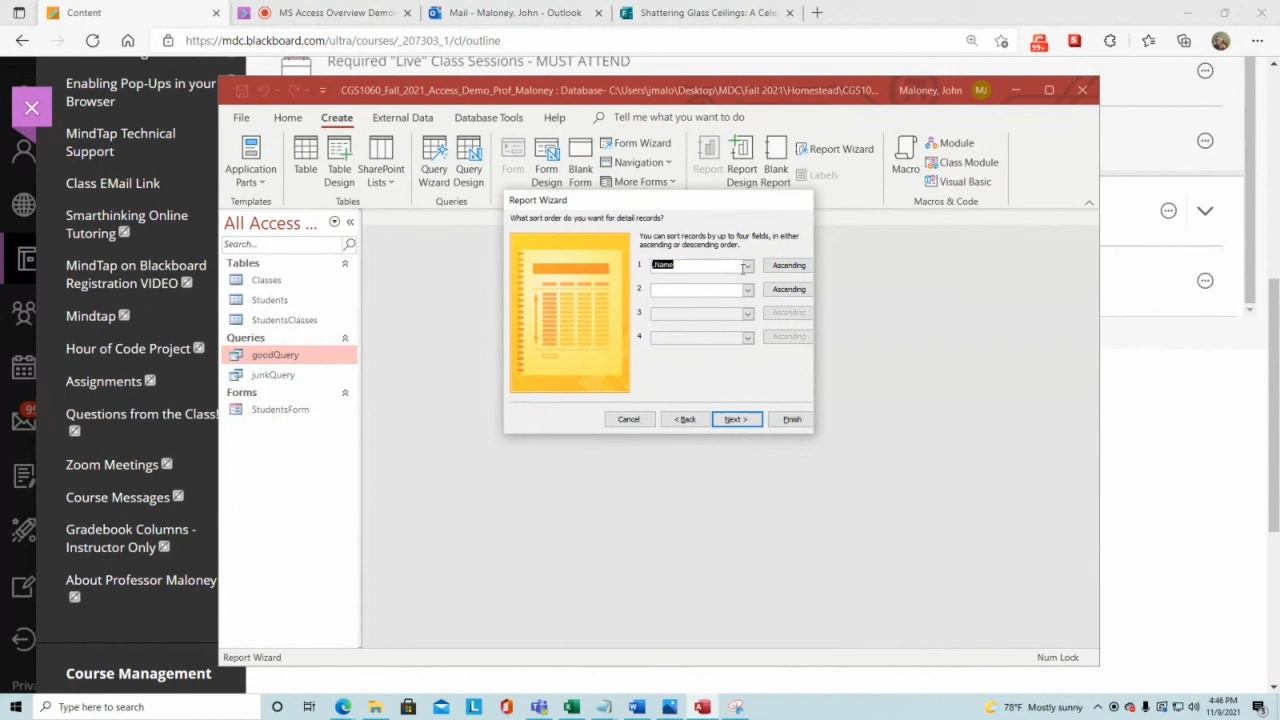 Content
MS Access Overview Demo
Mail - Maloney, John - Outlook
Shattering Glass Ceilings: A Cele
https://mdc.blackboard.com/ultra/courses/_207303_1/cl/outline
99+
Required "Live" Class Sessions - MUST ATTEND
Enabling Pop-Ups in your
Browser
MindTap Technical
Support
Class EMail Link
Smarthinking Online
Tutoring
MindTap on Blackboard
Registration VIDEO
Mindtap
Hour of Code Project
Assignments
Questions from the Class!
Zoom Meetings
Course Messages
Gradebook Columns -
Instructor Only
About Professor Maloney
Course Management
99
Priva
CGS1060_Fall_2021_Access_Demo_Prof_Maloney : Database- C:\Users\jmalo\Desktop\MDC\Fall 2021\Homestead\CGS10...
Maloney, John
MJ
File
Home
Create
External Data
Database Tools
Help
Tell me what you want to do
Application
Parts
Templates
Table
Table
Design
SharePoint
Lists
Tables
Query
Wizard
Query
Design
Queries
Form
Form
Design
Blank
Form
Form Wizard
Navigation
More Forms
Report
Report
Design
Blank
Report
Report Wizard
Labels
Macro
Module
Class Module
Visual Basic
Macros & Code
All Access ...
Search...
Tables
Classes
Students
StudentsClasses
Queries
goodQuery
junkQuery
Forms
StudentsForm
Report Wizard
What sort order do you want for detail records?
You can sort records by up to four fields, in either
ascending or descending order.
1
Name
Ascending
2
Ascending
3
Ascending
4
Ascending
Cancel
< Back
Next >
Finish
Report Wizard
Num Lock
Type here to search
78°F Mostly sunny
4:46 PM
11/9/2021